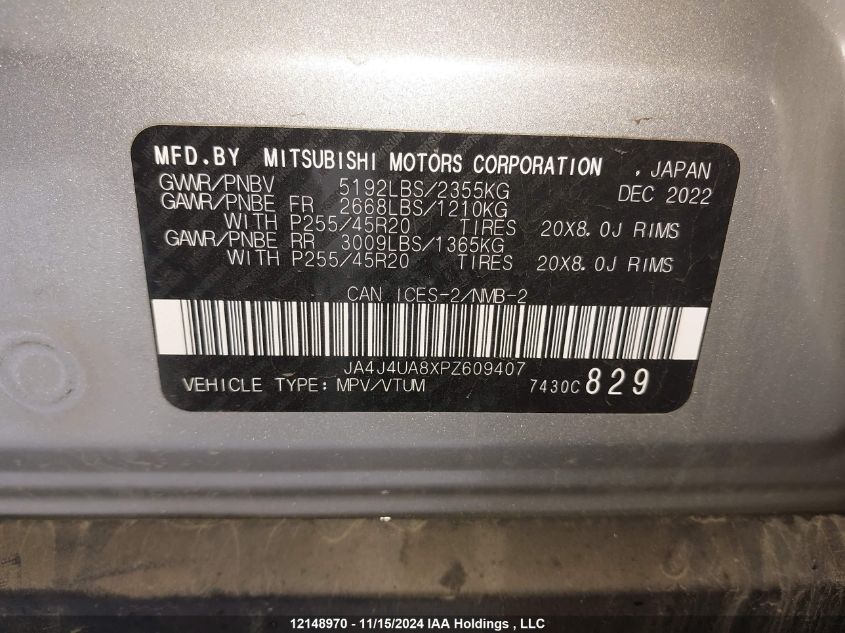 MFD.BY MITSUBISHI MOTORS CORPORATION , JAPAN
GVWR/PNBV 5192LBS/2355KG DEC 2022
GAWR/PNBE FR 2668LBS/1210KG
WITH P255/45R20 TIRES 20X8.0J RIMS
GAWR/PNBE RR 3009LBS/1365KG
WITH P255/45R20 TIRES 20X8.0J RIMS
CAN ICES-2/NMB-2
JA4J4UA8XPZ609407
VEHICLE TYPE: MPV/VTUM 7430C 829
12148970 - 11/15/2024 IAA Holdings , LLC